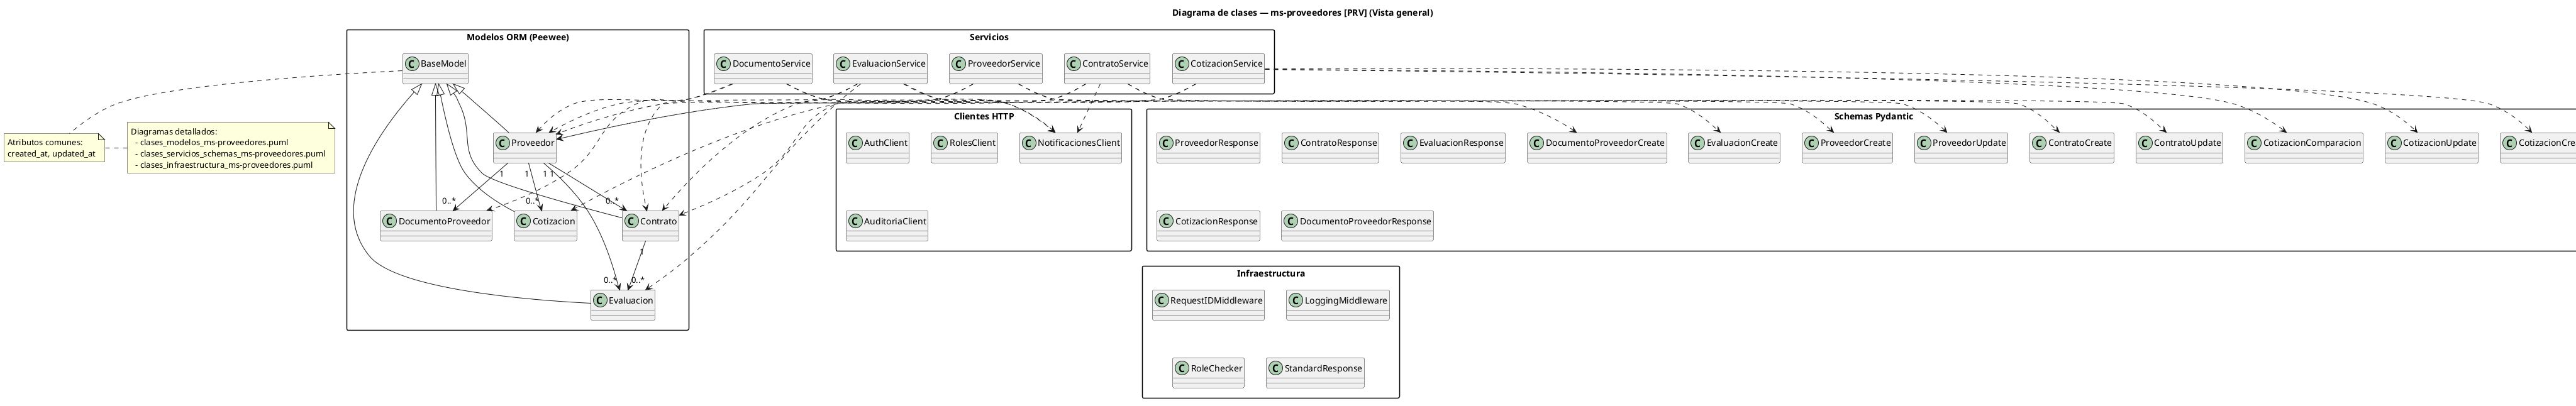 Diagrama de clases — ms-proveedores [PRV] (Vista general)
Modelos ORM (Peewee)
Servicios
C BaseModel
C DocumentoService
C EvaluacionService
C ProveedorService
C ContratoService
C CotizacionService
Atributos comunes:
created_at, updated_at
Diagramas detallados:
- clases_modelos_ms-proveedores.puml
- clases_servicios_schemas_ms-proveedores.puml
- clases_infraestructura_ms-proveedores.puml
C Proveedor
Clientes HTTP
C AuthClient
C RolesClient
C NotificacionesClient
C AuditoriaClient
Schemas Pydantic
C ProveedorResponse
C ContratoResponse
C EvaluacionResponse
C DocumentoProveedorCreate
C EvaluacionCreate
C ProveedorCreate
C ProveedorUpdate
C ContratoCreate
C ContratoUpdate
C CotizacionComparacion
C CotizacionUpdate
C CotizacionCre
C CotizacionResponse
C DocumentoProveedorResponse
1
1
1
1
0..*
0..*
0..*
C DocumentoProveedor
C Cotizacion
C Contrato
1
0..*
0..*
C Evaluacion
Infraestructura
C RequestIDMiddleware
C LoggingMiddleware
C RoleChecker
C StandardResponse